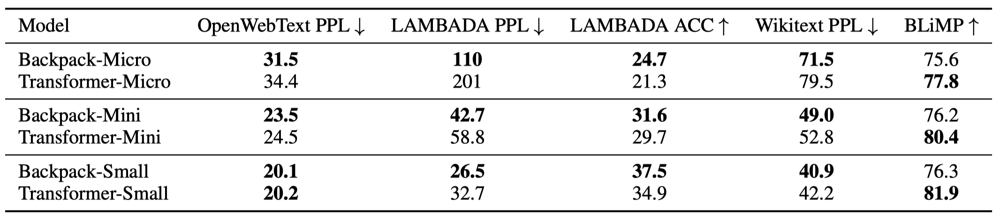 Model OpenWebText PPL ↓ LAMBADA PPL ↓ LAMBADA ACC ↑ Wikitext PPL ↓ BLiMP ↑
Backpack-Micro 31.5 110 24.7 71.5 75.6
Transformer-Micro 34.4 201 21.3 79.5 77.8
Backpack-Mini 23.5 42.7 31.6 49.0 76.2
Transformer-Mini 24.5 58.8 29.7 52.8 80.4
Backpack-Small 20.1 26.5 37.5 40.9 76.3
Transformer-Small 20.2 32.7 34.9 42.2 81.9